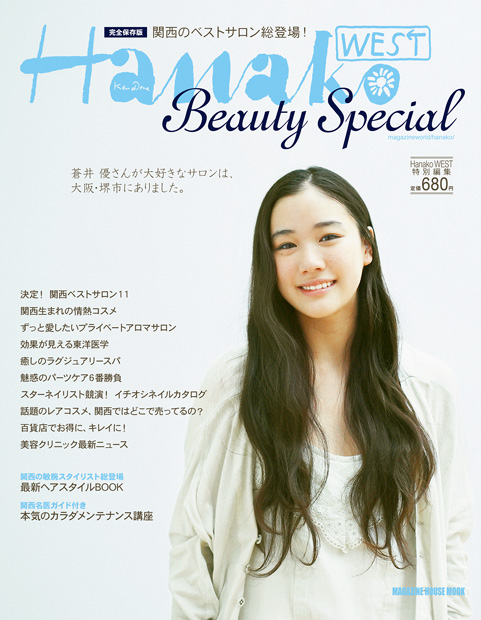 完全保存版 関西のベストサロン総登場！
Hanako WEST
Ken Done
Beauty Special
magazineworld/hanako/
蒼井 優さんが大好きなサロンは、
大阪・堺市にありました。
Hanako WEST
特別編集
定価680円
決定！ 関西ベストサロン11
関西生まれの情熱コスメ
ずっと愛したいプライベートアロマサロン
効果が見える東洋医学
癒しのラグジュアリースパ
魅惑のパーツケア6番勝負
スターネイリスト競演！ イチオシネイルカタログ
話題のレアコスメ、関西ではどこで売ってるの？
百貨店でお得に、キレイに！
美容クリニック最新ニュース
関西の敏腕スタイリスト総登場
最新ヘアスタイルBOOK
関西名医ガイド付き
本気のカラダメンテナンス講座
MAGAZINE HOUSE MOOK